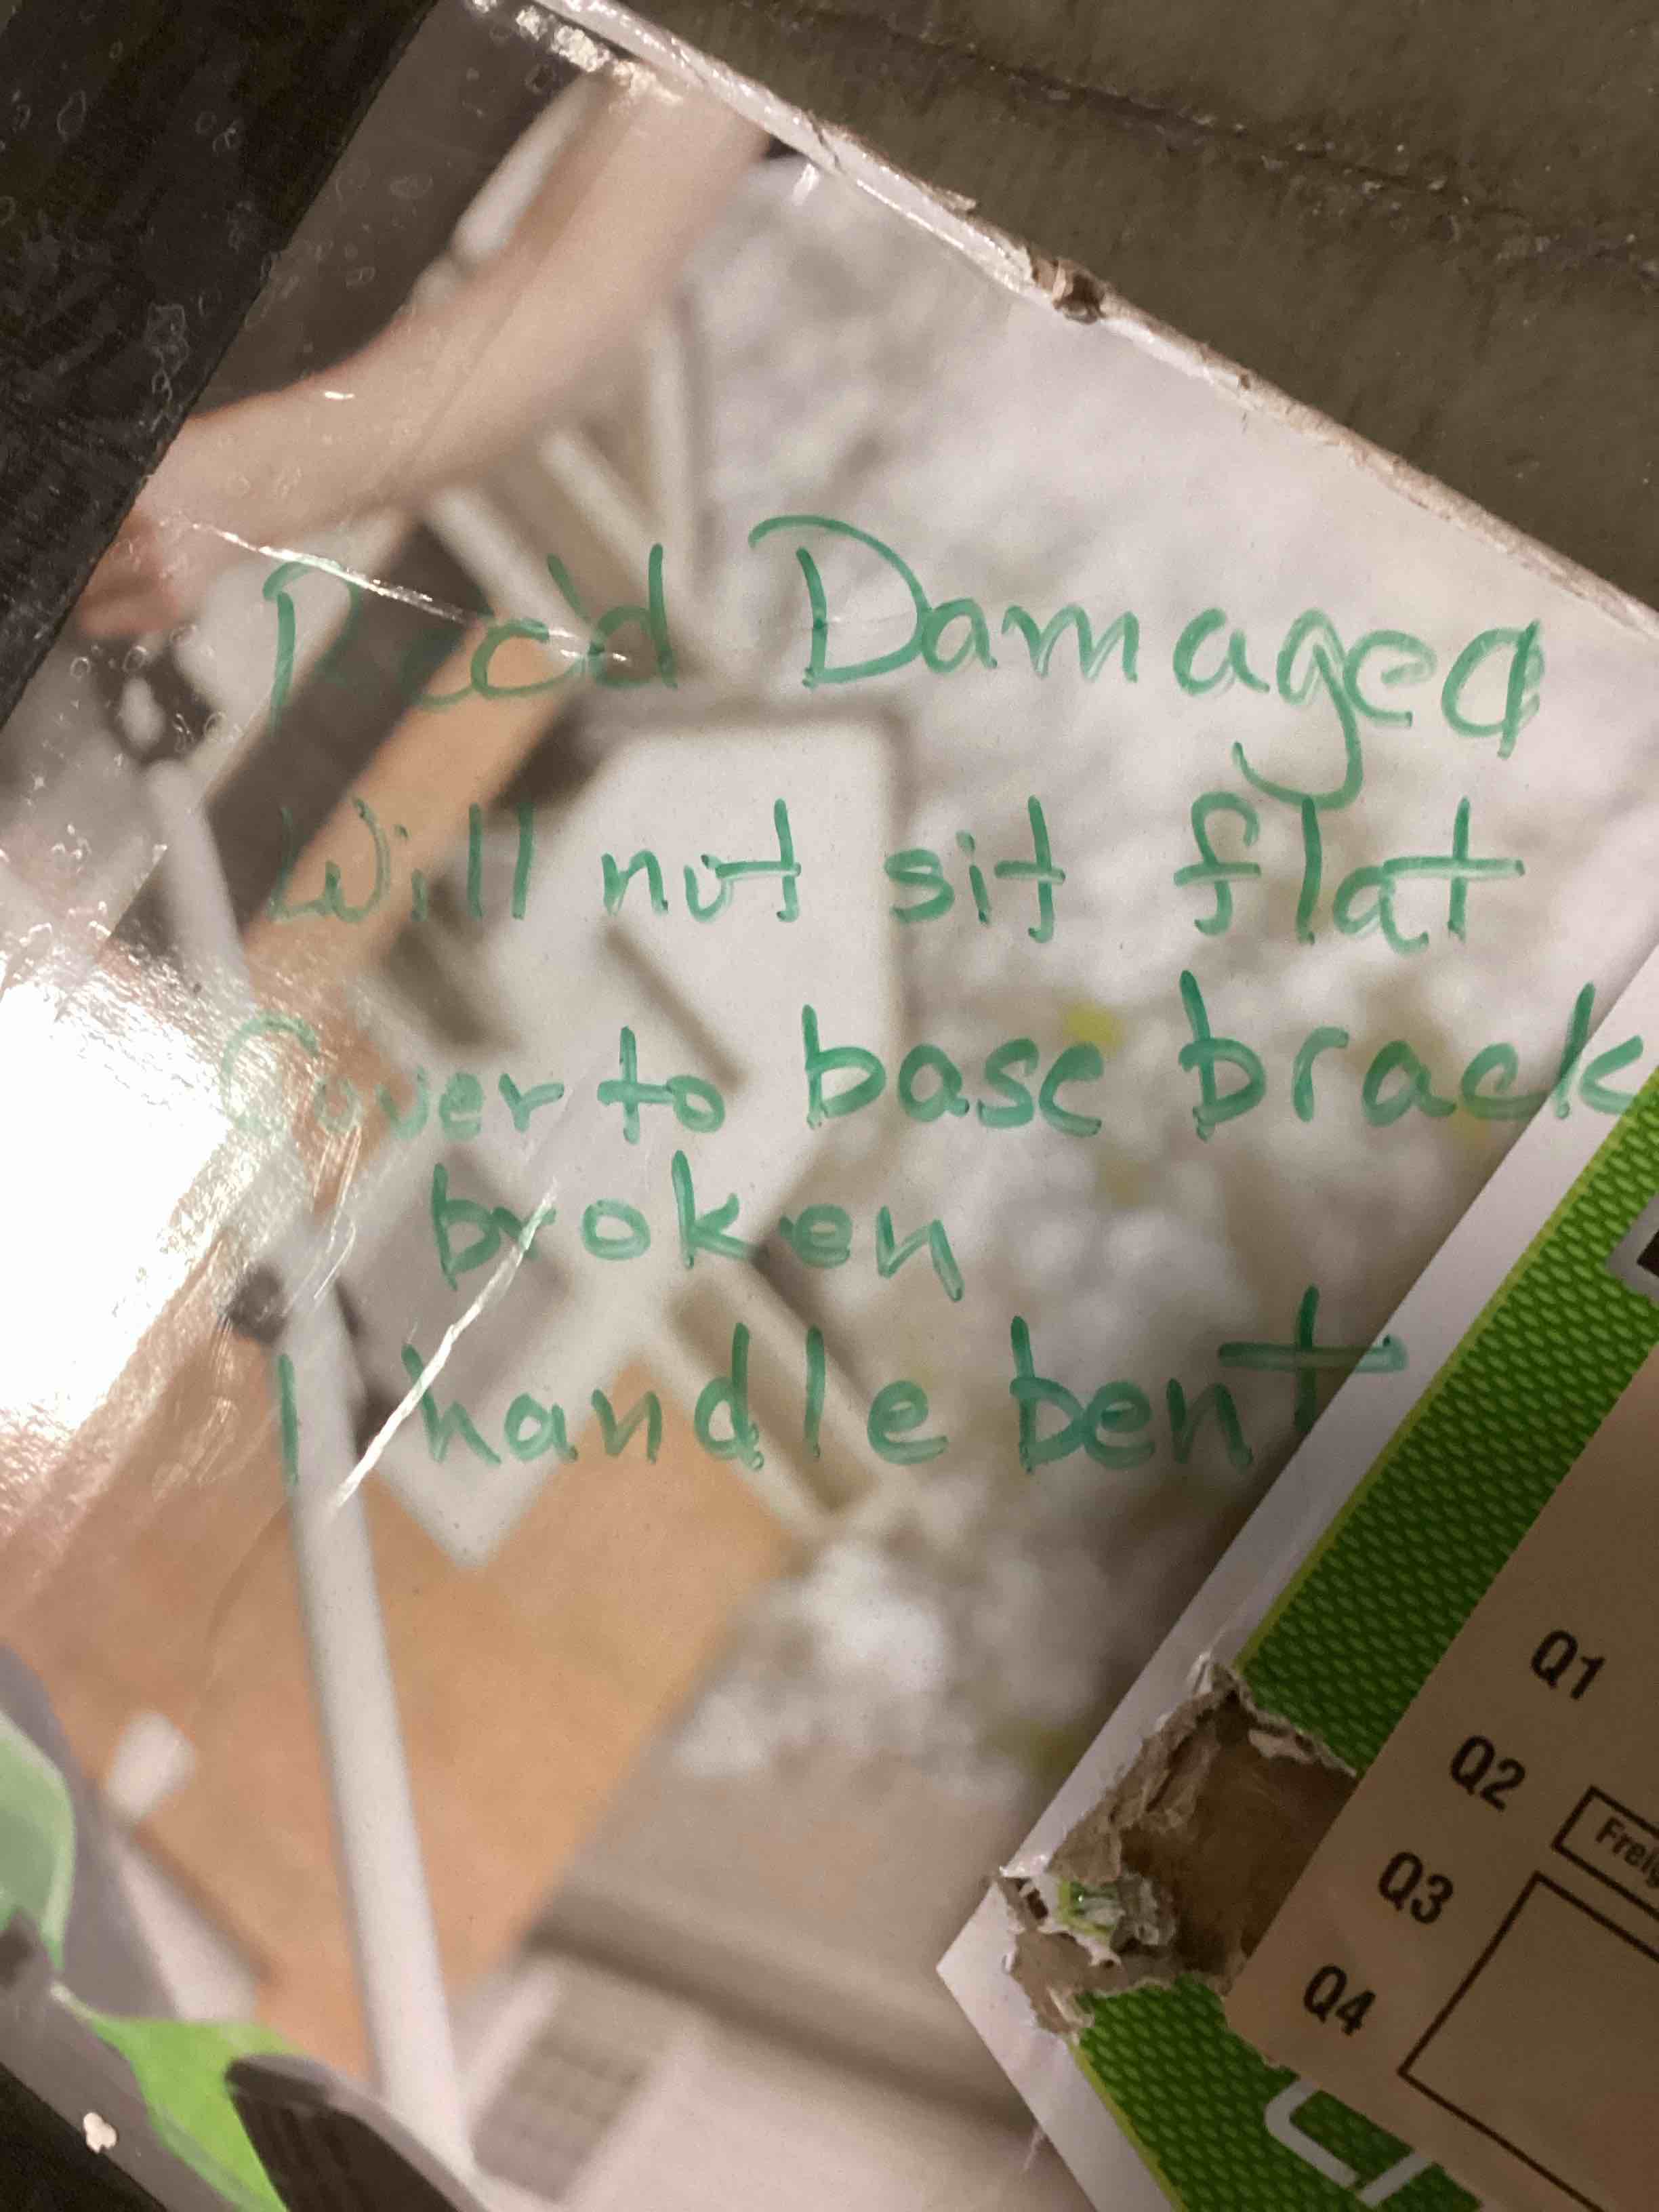 Rec'd Damaged
Will not sit flat
Cover to base brack
broken
1 handle bent
Q1
Q2
Q3
Q4